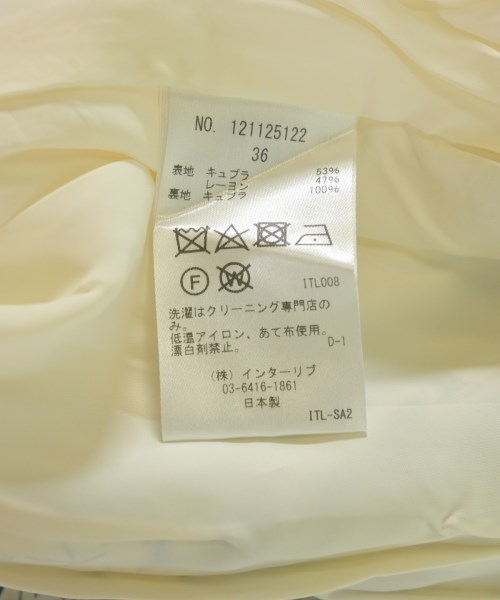 NO. 121125122
36
表地 キュプラ 53%
レーヨン 47%
裏地 キュプラ 100%
F W
ITL008
洗濯はクリーニング専門店の
み。
低温アイロン、あて布使用。
漂白剤禁止。 D-1
(株) インターリブ
03-6416-1861
日本製
ITL-SA2